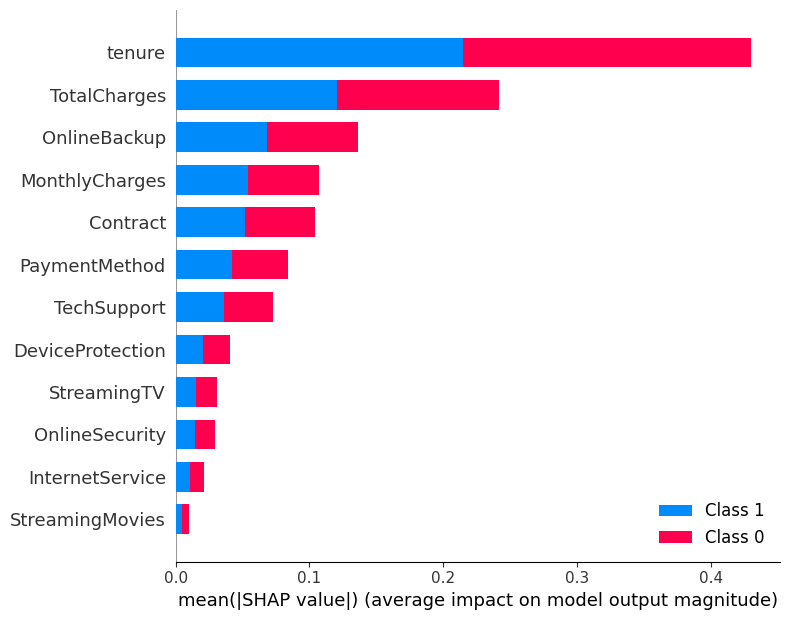 tenure
TotalCharges
OnlineBackup
MonthlyCharges
Contract
PaymentMethod
TechSupport
DeviceProtection
StreamingTV
OnlineSecurity
InternetService
StreamingMovies
Class 1
Class 0
0.0 0.1 0.2 0.3 0.4
mean(|SHAP value|) (average impact on model output magnitude)